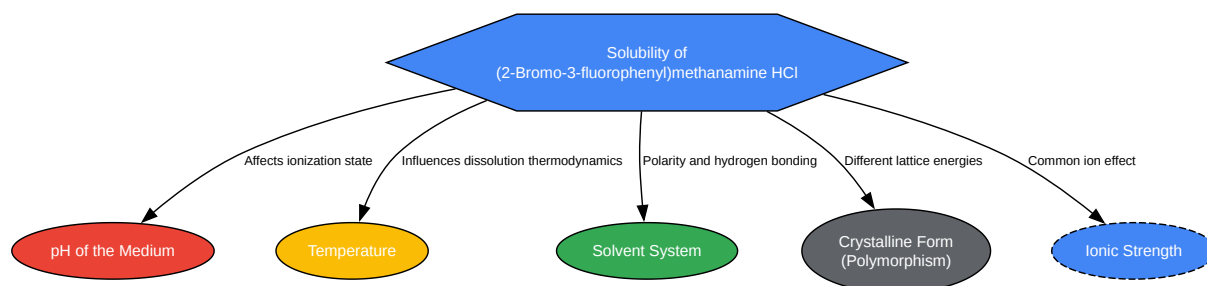 Solubility of
(2-Bromo-3-fluorophenyl)methanamine HCl
Affects ionization state
Influences dissolution thermodynamics
Polarity and hydrogen bonding
Different lattice energies
Common ion effect
pH of the Medium
Temperature
Solvent System
Crystalline Form
(Polymorphism)
Ionic Strength